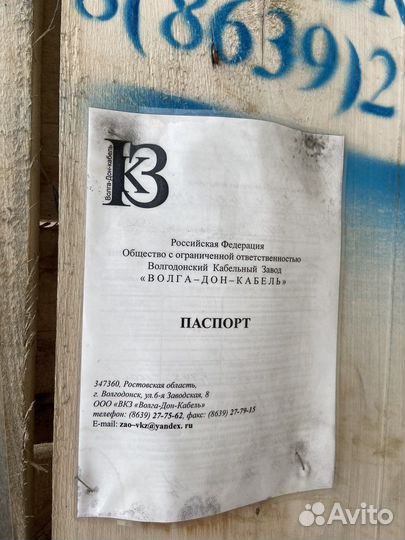 8(8639)2
Волга-Дон-кабель
КЗ
Российская Федерация
Общество с ограниченной ответственностью
Волгодонский Кабельный Завод
«ВОЛГА–ДОН–КАБЕЛЬ»
ПАСПОРТ
347360, Ростовская область,
г. Волгодонск, ул.6-я Заводская, 8
ООО «ВКЗ «Волга-Дон-Кабель»
телефон: (8639) 27-75-62, факс: (8639) 27-79-15
E-mail: zao-vkz@yandex. ru
Avito